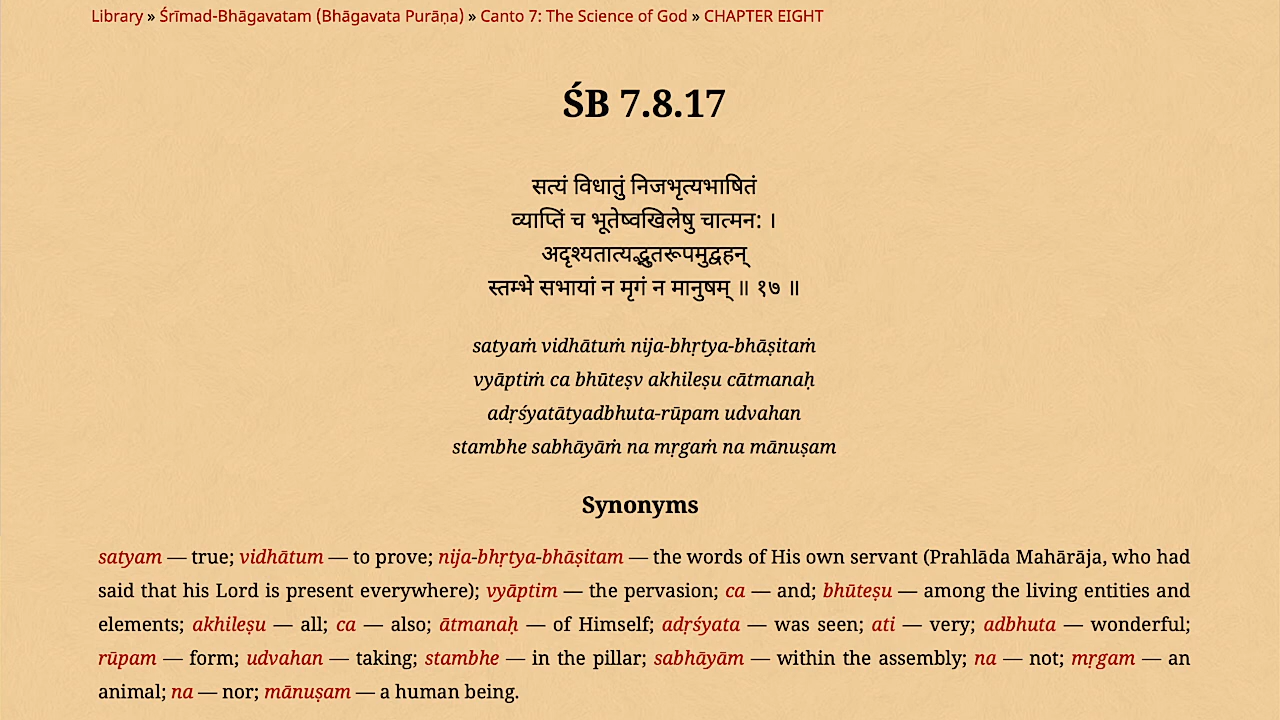 Library » Śrīmad-Bhāgavatam (Bhāgavata Purāṇa) » Canto 7: The Science of God » CHAPTER EIGHT
ŚB 7.8.17
सत्यं विधातुं निजभृत्यभाषितं
व्याप्तिं च भूतेष्वखिलेषु चात्मन: ।
अदृश्यतात्यद्भ‍ुतरूपमुद्वहन्
स्तम्भे सभायां न मृगं न मानुषम् ॥ १७ ॥
satyaṁ vidhātuṁ nija-bhṛtya-bhāṣitaṁ
vyāptiṁ ca bhūteṣv akhileṣu cātmanaḥ
adṛśyatātyadbhuta-rūpam udvahan
stambhe sabhāyāṁ na mṛgaṁ na mānuṣam
Synonyms
satyam — true; vidhātum — to prove; nija-bhṛtya-bhāṣitam — the words of His own servant (Prahlāda Mahārāja, who had
said that his Lord is present everywhere); vyāptim — the pervasion; ca — and; bhūteṣu — among the living entities and
elements; akhileṣu — all; ca — also; ātmanaḥ — of Himself; adṛśyata — was seen; ati — very; adbhuta — wonderful;
rūpam — form; udvahan — taking; stambhe — in the pillar; sabhāyām — within the assembly; na — not; mṛgam — an
animal; na — nor; mānuṣam — a human being.